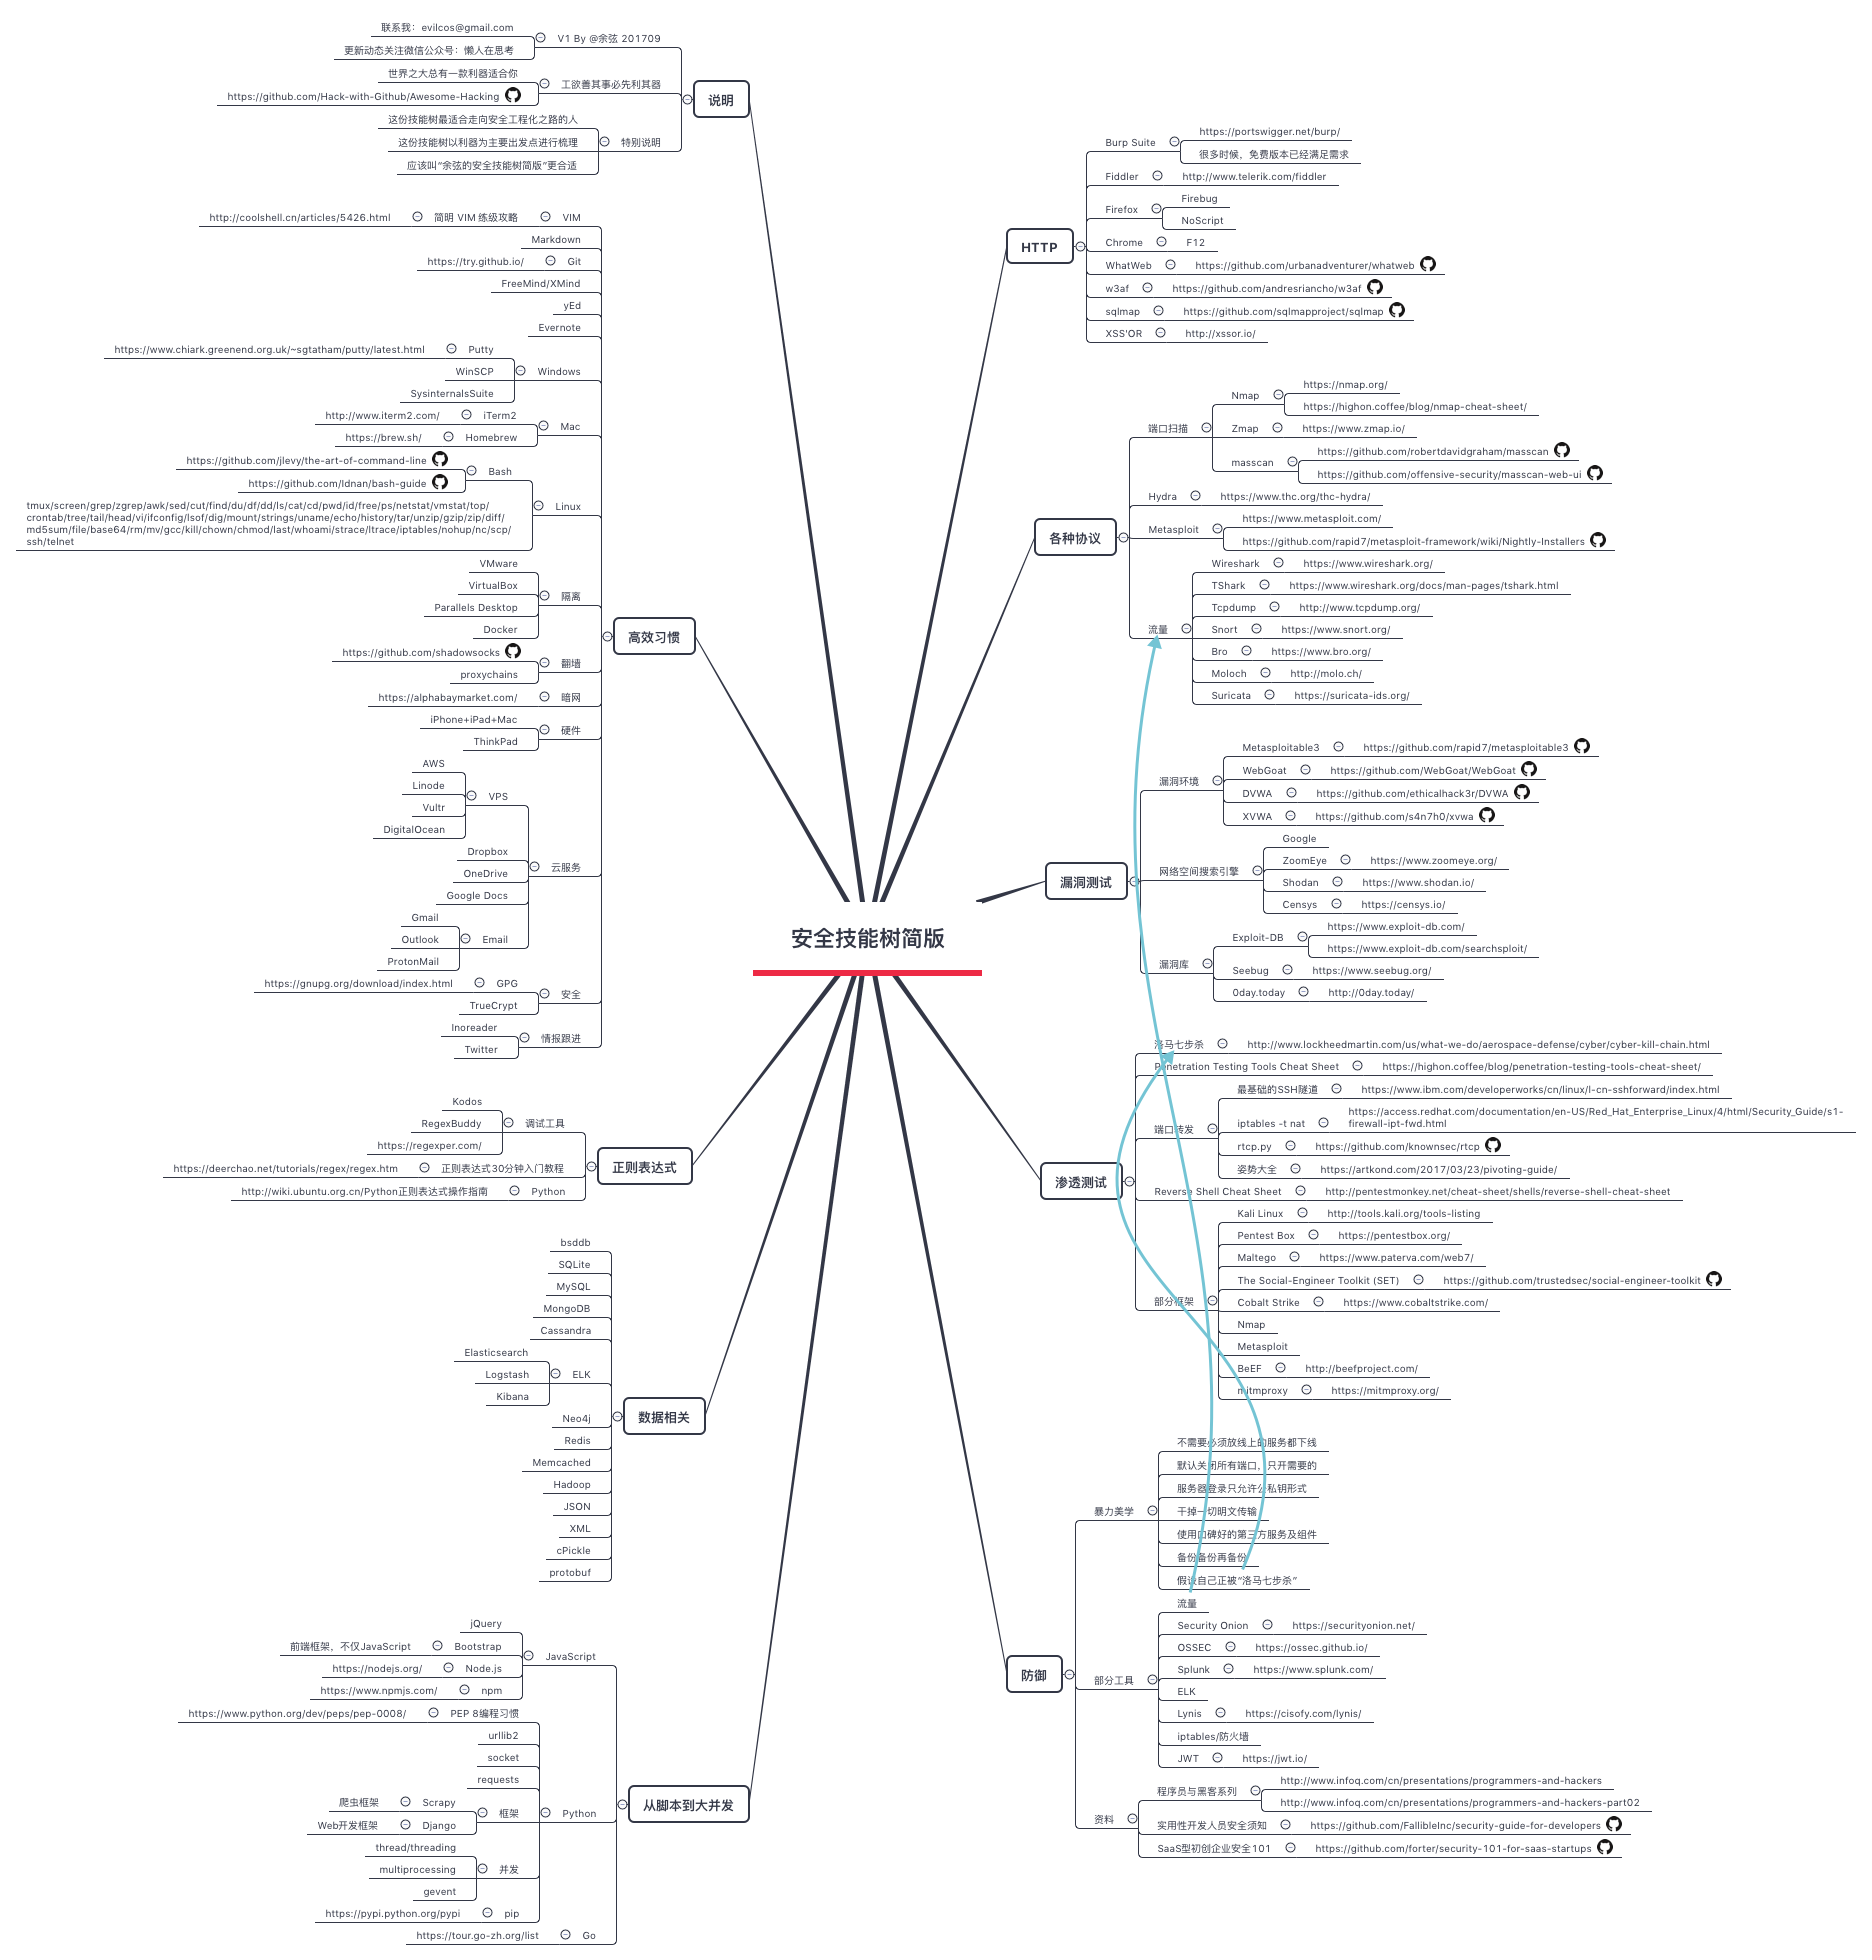 安全技能树简版
说明
V1 By @余弦 201709
联系我：evilcos@gmail.com
更新动态关注微信公众号：懒人在思考
工欲善其事必先利其器
世界之大总有一款利器适合你
https://github.com/Hack-with-Github/Awesome-Hacking
特别说明
这份技能树最适合走向安全工程化之路的人
这份技能树以利器为主要出发点进行梳理
应该叫“余弦的安全技能树简版”更合适
高效习惯
VIM
简明 VIM 练级攻略
http://coolshell.cn/articles/5426.html
Markdown
Git
https://try.github.io/
FreeMind/XMind
yEd
Evernote
Windows
Putty
https://www.chiark.greenend.org.uk/~sgtatham/putty/latest.html
WinSCP
SysinternalsSuite
Mac
iTerm2
http://www.iterm2.com/
Homebrew
https://brew.sh/
Linux
Bash
https://github.com/jlevy/the-art-of-command-line
https://github.com/Idnan/bash-guide
tmux/screen/grep/zgrep/awk/sed/cut/find/du/df/dd/ls/cat/cd/pwd/id/free/ps/netstat/vmstat/top/
crontab/tree/tail/head/vi/ifconfig/lsof/dig/mount/strings/uname/echo/history/tar/unzip/gzip/zip/diff/
md5sum/file/base64/rm/mv/gcc/kill/chown/chmod/last/whoami/strace/ltrace/iptables/nohup/nc/scp/
ssh/telnet
隔离
VMware
VirtualBox
Parallels Desktop
Docker
翻墙
https://github.com/shadowsocks
proxychains
暗网
https://alphabaymarket.com/
硬件
iPhone+iPad+Mac
ThinkPad
云服务
VPS
AWS
Linode
Vultr
DigitalOcean
Dropbox
OneDrive
Google Docs
Email
Gmail
Outlook
ProtonMail
安全
GPG
https://gnupg.org/download/index.html
TrueCrypt
情报跟进
Inoreader
Twitter
正则表达式
调试工具
Kodos
RegexBuddy
https://regexper.com/
正则表达式30分钟入门教程
https://deerchao.net/tutorials/regex/regex.htm
Python
http://wiki.ubuntu.org.cn/Python正则表达式操作指南
数据相关
bsddb
SQLite
MySQL
MongoDB
Cassandra
ELK
Elasticsearch
Logstash
Kibana
Neo4j
Redis
Memcached
Hadoop
JSON
XML
cPickle
protobuf
从脚本到大并发
JavaScript
jQuery
Bootstrap
前端框架，不仅JavaScript
Node.js
https://nodejs.org/
npm
https://www.npmjs.com/
Python
PEP 8编程习惯
https://www.python.org/dev/peps/pep-0008/
urllib2
socket
requests
框架
Scrapy
爬虫框架
Django
Web开发框架
并发
thread/threading
multiprocessing
gevent
pip
https://pypi.python.org/pypi
Go
https://tour.go-zh.org/list
HTTP
Burp Suite
https://portswigger.net/burp/
很多时候，免费版本已经满足需求
Fiddler
http://www.telerik.com/fiddler
Firefox
Firebug
NoScript
Chrome
F12
WhatWeb
https://github.com/urbanadventurer/whatweb
w3af
https://github.com/andresriancho/w3af
sqlmap
https://github.com/sqlmapproject/sqlmap
XSS'OR
http://xssor.io/
各种协议
端口扫描
Nmap
https://nmap.org/
https://highon.coffee/blog/nmap-cheat-sheet/
Zmap
https://www.zmap.io/
masscan
https://github.com/robertdavidgraham/masscan
https://github.com/offensive-security/masscan-web-ui
Hydra
https://www.thc.org/thc-hydra/
Metasploit
https://www.metasploit.com/
https://github.com/rapid7/metasploit-framework/wiki/Nightly-Installers
流量
Wireshark
https://www.wireshark.org/
TShark
https://www.wireshark.org/docs/man-pages/tshark.html
Tcpdump
http://www.tcpdump.org/
Snort
https://www.snort.org/
Bro
https://www.bro.org/
Moloch
http://molo.ch/
Suricata
https://suricata-ids.org/
漏洞测试
漏洞环境
Metasploitable3
https://github.com/rapid7/metasploitable3
WebGoat
https://github.com/WebGoat/WebGoat
DVWA
https://github.com/ethicalhack3r/DVWA
XVWA
https://github.com/s4n7h0/xvwa
网络空间搜索引擎
Google
ZoomEye
https://www.zoomeye.org/
Shodan
https://www.shodan.io/
Censys
https://censys.io/
漏洞库
Exploit-DB
https://www.exploit-db.com/
https://www.exploit-db.com/searchsploit/
Seebug
https://www.seebug.org/
0day.today
http://0day.today/
渗透测试
洛马七步杀
http://www.lockheedmartin.com/us/what-we-do/aerospace-defense/cyber/cyber-kill-chain.html
Penetration Testing Tools Cheat Sheet
https://highon.coffee/blog/penetration-testing-tools-cheat-sheet/
端口转发
最基础的SSH隧道
https://www.ibm.com/developerworks/cn/linux/l-cn-sshforward/index.html
iptables -t nat
https://access.redhat.com/documentation/en-US/Red_Hat_Enterprise_Linux/4/html/Security_Guide/s1-
firewall-ipt-fwd.html
rtcp.py
https://github.com/knownsec/rtcp
姿势大全
https://artkond.com/2017/03/23/pivoting-guide/
Reverse Shell Cheat Sheet
http://pentestmonkey.net/cheat-sheet/shells/reverse-shell-cheat-sheet
部分框架
Kali Linux
http://tools.kali.org/tools-listing
Pentest Box
https://pentestbox.org/
Maltego
https://www.paterva.com/web7/
The Social-Engineer Toolkit (SET)
https://github.com/trustedsec/social-engineer-toolkit
Cobalt Strike
https://www.cobaltstrike.com/
Nmap
Metasploit
BeEF
http://beefproject.com/
mitmproxy
https://mitmproxy.org/
防御
暴力美学
不需要必须放线上的服务都下线
默认关闭所有端口，只开需要的
服务器登录只允许公私钥形式
干掉一切明文传输
使用口碑好的第三方服务及组件
备份备份再备份
假设自己正被“洛马七步杀”
部分工具
流量
Security Onion
https://securityonion.net/
OSSEC
https://ossec.github.io/
Splunk
https://www.splunk.com/
ELK
Lynis
https://cisofy.com/lynis/
iptables/防火墙
JWT
https://jwt.io/
资料
程序员与黑客系列
http://www.infoq.com/cn/presentations/programmers-and-hackers
http://www.infoq.com/cn/presentations/programmers-and-hackers-part02
实用性开发人员安全须知
https://github.com/FallibleInc/security-guide-for-developers
SaaS型初创企业安全101
https://github.com/forter/security-101-for-saas-startups